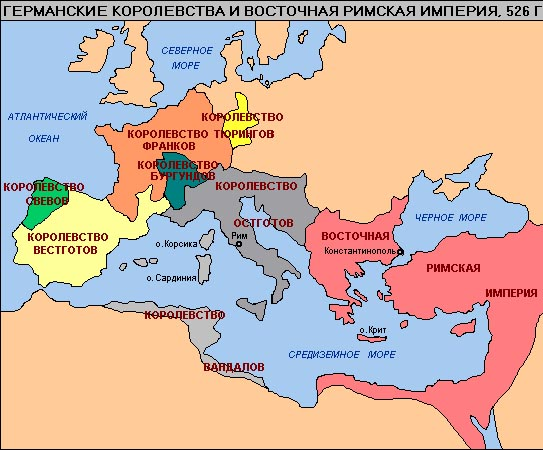 ГЕРМАНСКИЕ КОРОЛЕВСТВА И ВОСТОЧНАЯ РИМСКАЯ ИМПЕРИЯ, 526 Г
СЕВЕРНОЕ
МОРЕ
АТЛАНТИЧЕСКИЙ
ОКЕАН
КОРОЛЕВСТВО
ТЮРИНГОВ
КОРОЛЕВСТВО
ФРАНКОВ
КОРОЛЕВСТВО
БУРГУНДОВ
КОРОЛЕВСТВО
СВЕВОВ
КОРОЛЕВСТВО
ОСТГОТОВ
КОРОЛЕВСТВО
ВЕСТГОТОВ
о.Корсика
Рим
о.Сардиния
ЧЕРНОЕ МОРЕ
ВОСТОЧНАЯ
Константинополь
РИМСКАЯ
ИМПЕРИЯ
КОРОЛЕВСТВО
ВАНДАЛОВ
о.Крит
СРЕДИЗЕМНОЕ МОРЕ